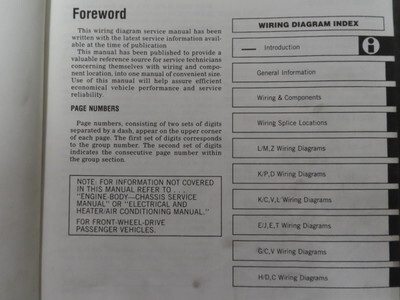 Foreword
This wiring diagram service manual has been
written with the latest service information avail-
able at the time of publication
This manual has been published to provide a
valuable reference source for service technicians
concerning themselves with wiring and compo-
nent location, into one manual of convenient size.
Use of this manual will help assure efficient
economical vehicle performance and service
reliability.
PAGE NUMBERS
Page numbers, consisting of two sets of digits
separated by a dash, appear on the upper corner
of each page. The first set of digits corresponds
to the group number. The second set of digits
indicates the consecutive page number within
the group section.
NOTE: FOR INFORMATION NOT COVERED
IN THIS MANUAL REFER TO . . .
"ENGINE-BODY—CHASSIS SERVICE
MANUAL" OR "ELECTRICAL AND
HEATER/AIR CONDITIONING MANUAL."
FOR FRONT-WHEEL-DRIVE
PASSENGER VEHICLES.
WIRING DIAGRAM INDEX
Introduction
i
General Information
Wiring & Components
Wiring Splice Locations
L/M,Z Wiring Diagrams
K/P,D Wiring Diagrams
K/C,V,L' Wiring Diagrams
E/J,E,T Wiring Diagrams
G/C,V Wiring Diagrams
H/D,C Wiring Diagrams